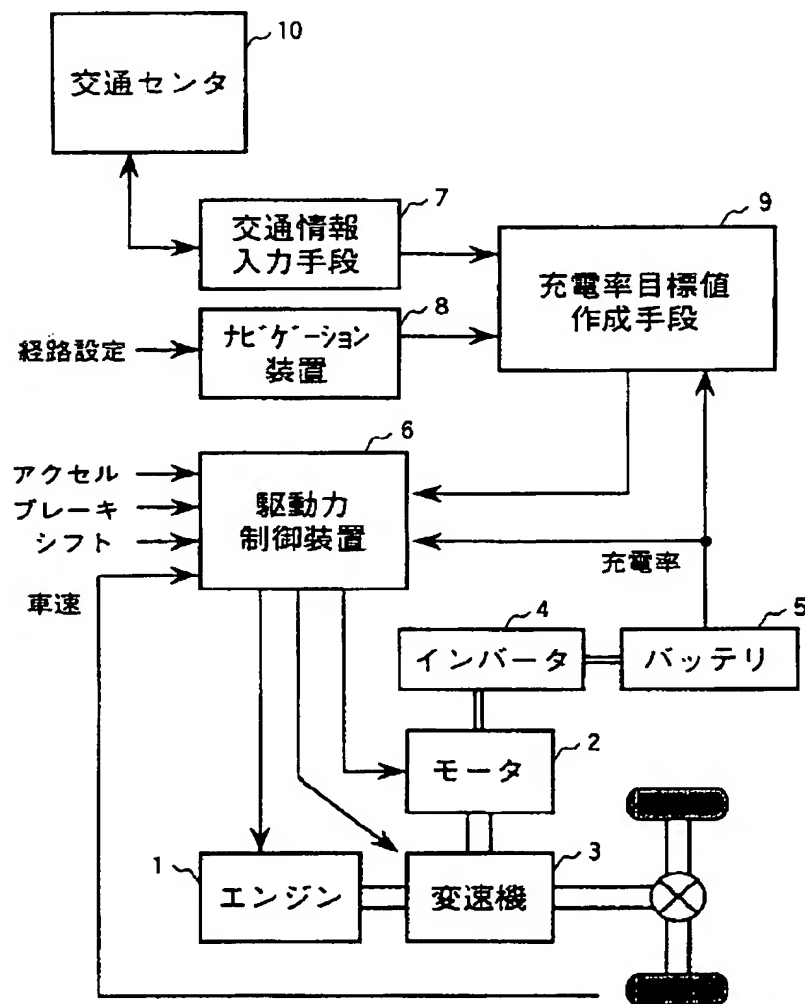 10
交通センタ
7
交通情報
入力手段
9
充電率目標値
作成手段
8
経路設定
ナビゲーション
装置
6
アクセル
ブレーキ
シフト
車速
駆動力
制御装置
充電率
4
インバータ
5
バッテリ
2
モータ
1
エンジン
3
変速機